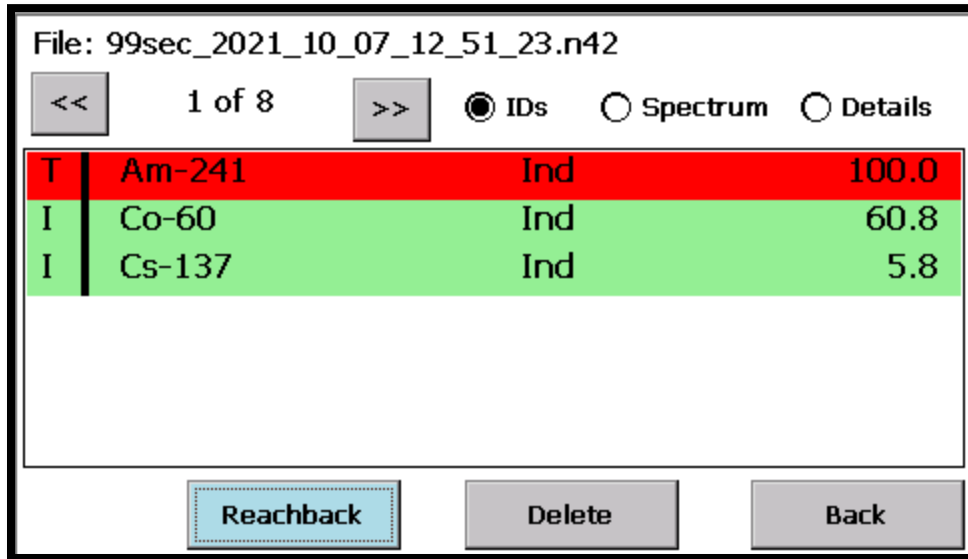 File: 99sec_2021_10_07_12_51_23.n42
<< 1 of 8 >> IDs Spectrum Details
T Am-241 Ind 100.0
I Co-60 Ind 60.8
I Cs-137 Ind 5.8
Reachback Delete Back